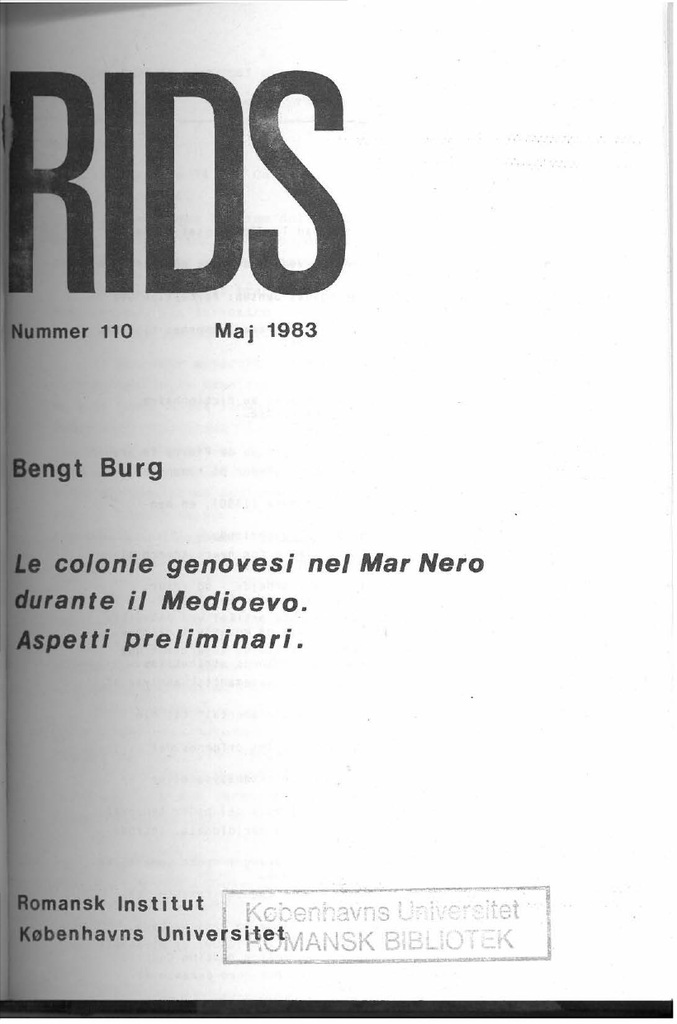 RIDS
Nummer 110 Maj 1983
Bengt Burg
Le colonie genovesi nel Mar Nero
durante il Medioevo.
Aspetti preliminari.
Romansk Institut
Københavns Universitet
Københavns Universitet
ROMANSK BIBLIOTEK